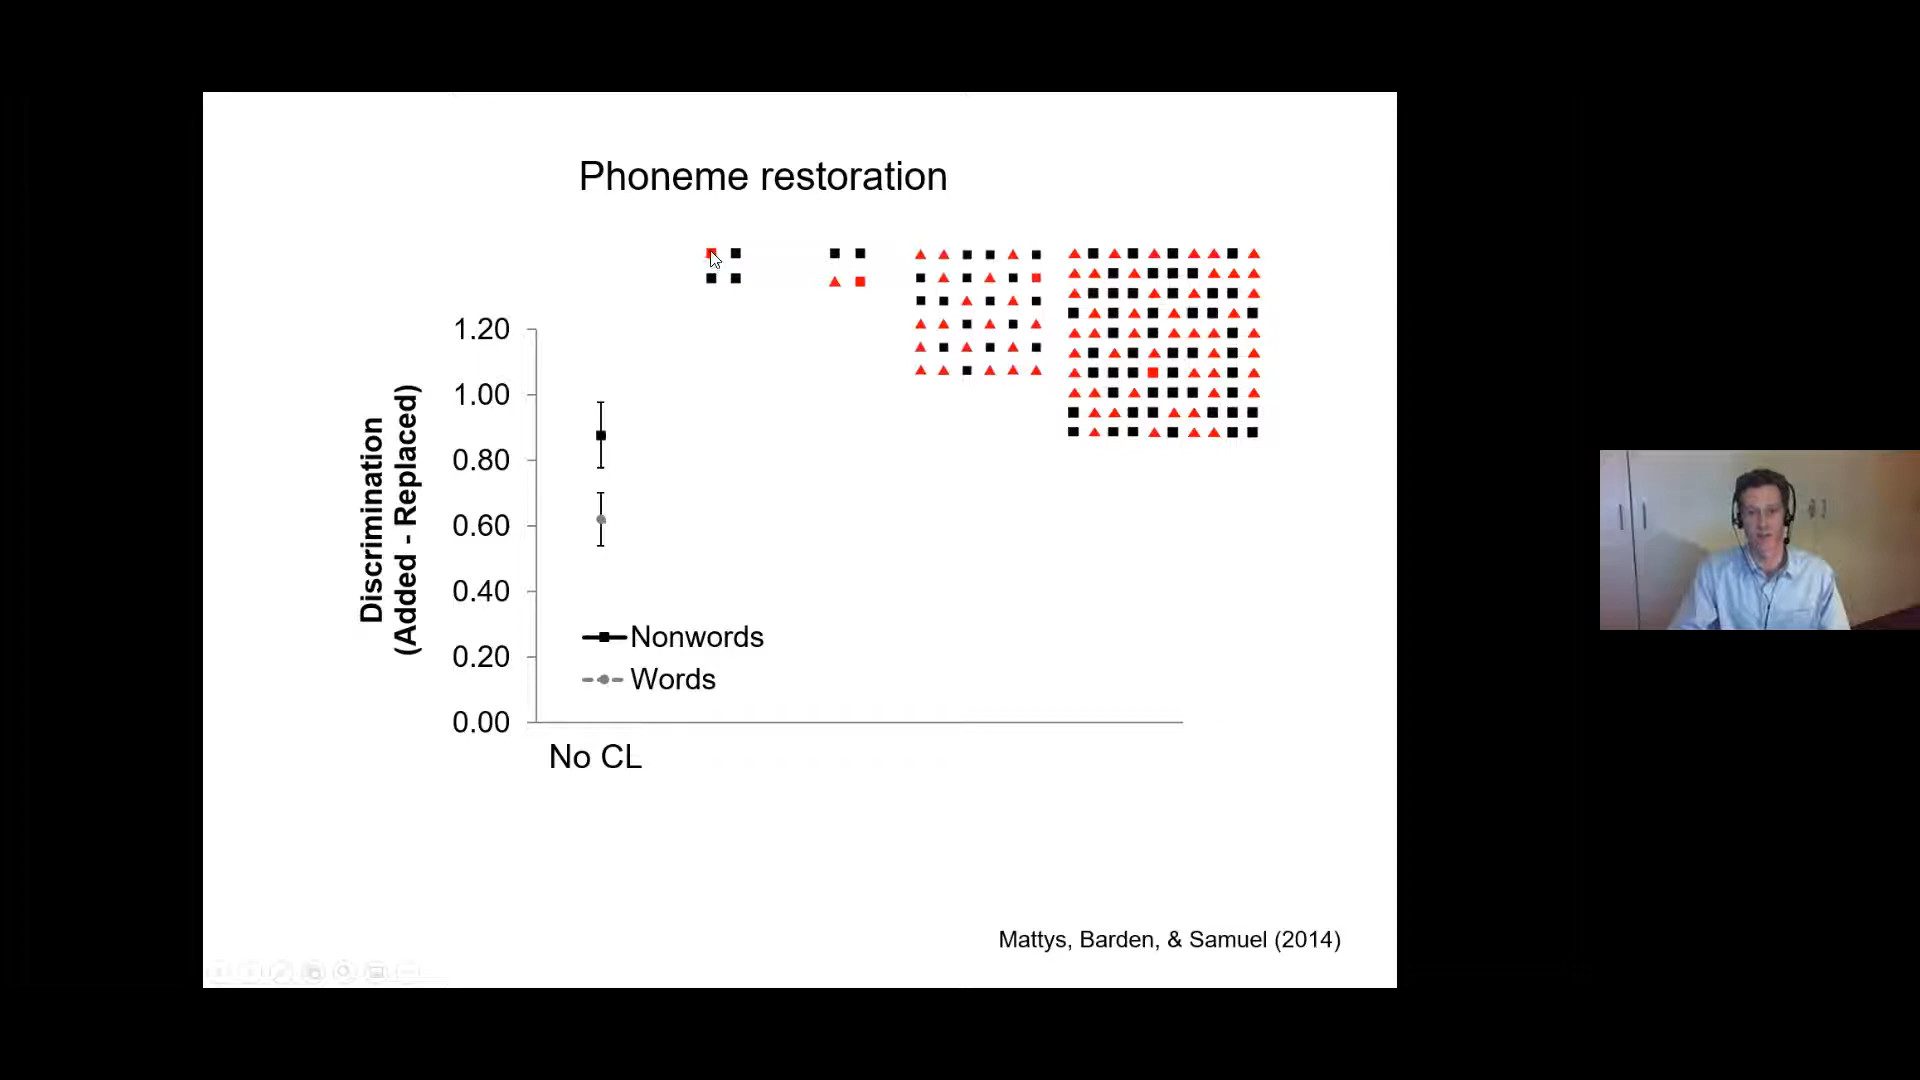 Phoneme restoration
1.20
1.00
0.80
0.60
0.40
0.20
0.00
Discrimination
(Added - Replaced)
Nonwords
Words
No CL
Mattys, Barden, & Samuel (2014)